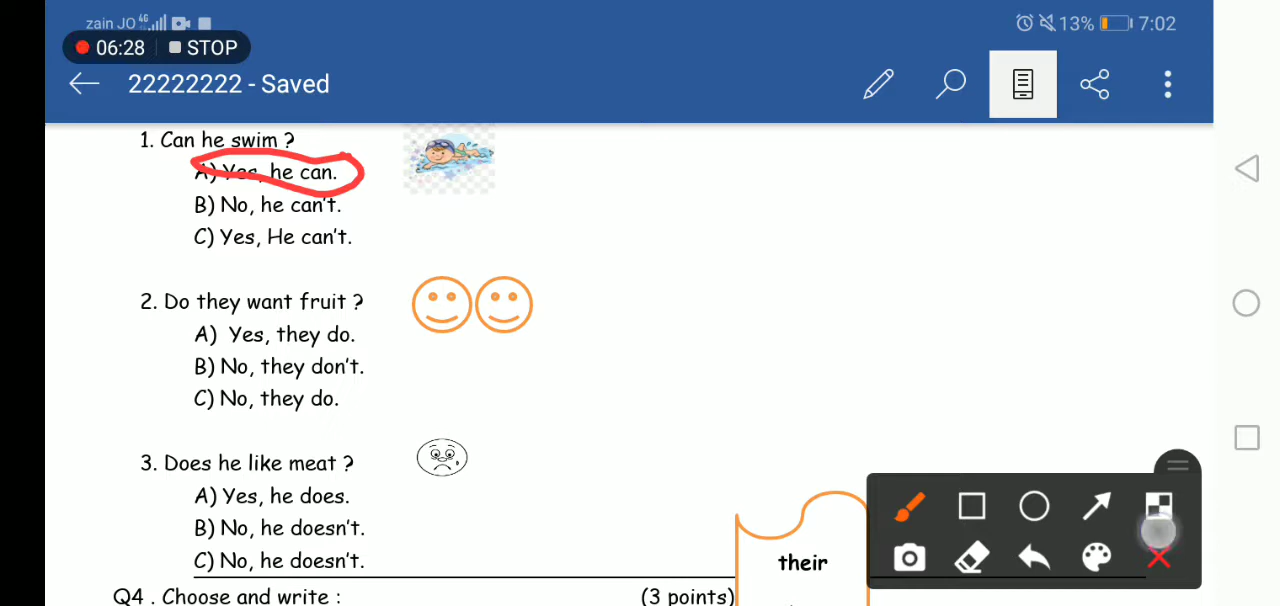 zain JO 4G 13% 7:02
06:28 STOP
22222222 - Saved
1. Can he swim ?
A) Yes, he can.
B) No, he can't.
C) Yes, He can't.
2. Do they want fruit ?
A) Yes, they do.
B) No, they don't.
C) No, they do.
3. Does he like meat ?
A) Yes, he does.
B) No, he doesn't.
C) No, he doesn't.
their
Q4 . Choose and write : (3 points)